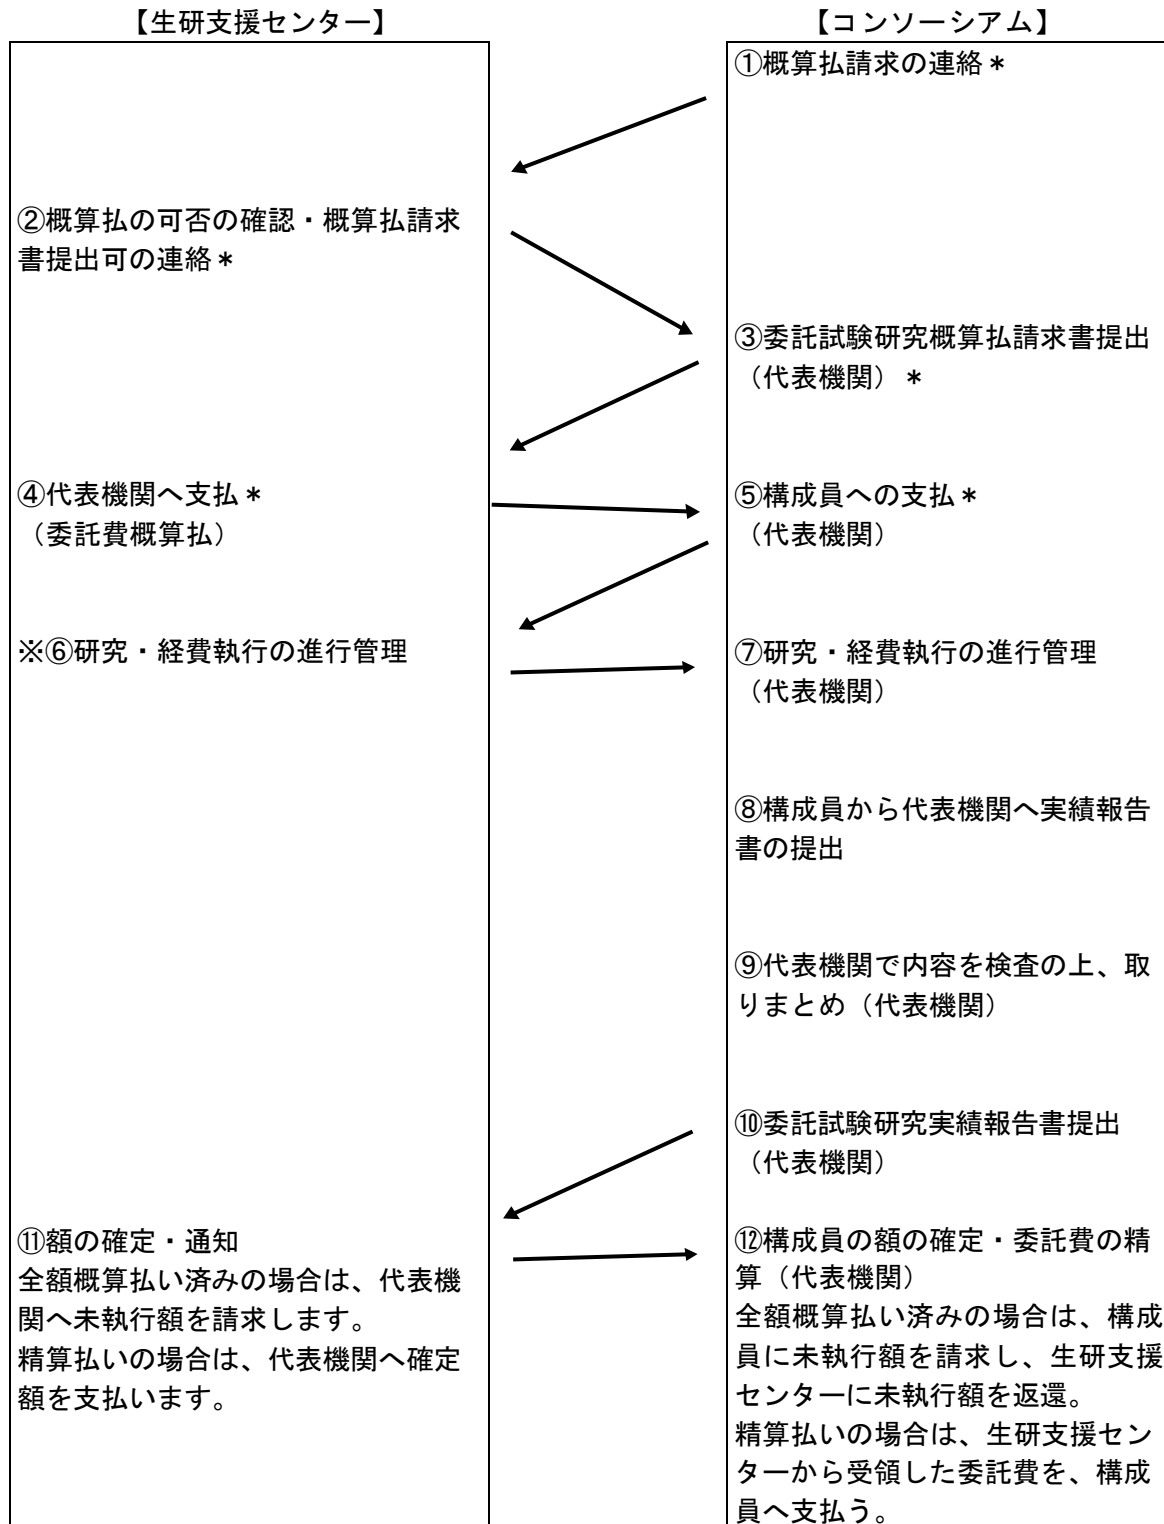 【生研支援センター】
【コンソーシアム】
①概算払請求の連絡＊
②概算払の可否の確認・概算払請求
書提出可の連絡＊
③委託試験研究概算払請求書提出
（代表機関）＊
④代表機関へ支払＊
（委託費概算払）
⑤構成員への支払＊
（代表機関）
※⑥研究・経費執行の進行管理
⑦研究・経費執行の進行管理
（代表機関）
⑧構成員から代表機関へ実績報告
書の提出
⑨代表機関で内容を検査の上、取
りまとめ（代表機関）
⑩委託試験研究実績報告書提出
（代表機関）
⑪額の確定・通知
全額概算払い済みの場合は、代表機
関へ未執行額を請求します。
精算払いの場合は、代表機関へ確定
額を支払います。
⑫構成員の額の確定・委託費の精
算（代表機関）
全額概算払い済みの場合は、構成
員に未執行額を請求し、生研支援
センターに未執行額を返還。
精算払いの場合は、生研支援セン
ターから受領した委託費を、構成
員へ支払う。